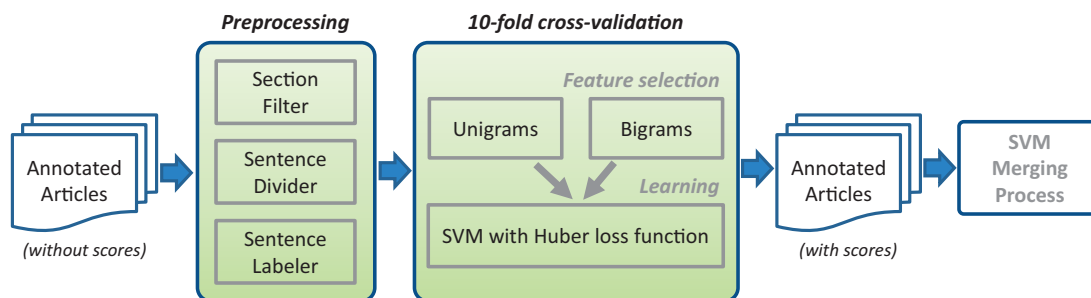 Preprocessing
10-fold cross-validation
Section
Filter
Sentence
Divider
Sentence
Labeler
Feature selection
Unigrams
Bigrams
Learning
SVM with Huber loss function
Annotated
Articles
(without scores)
Annotated
Articles
(with scores)
SVM
Merging
Process